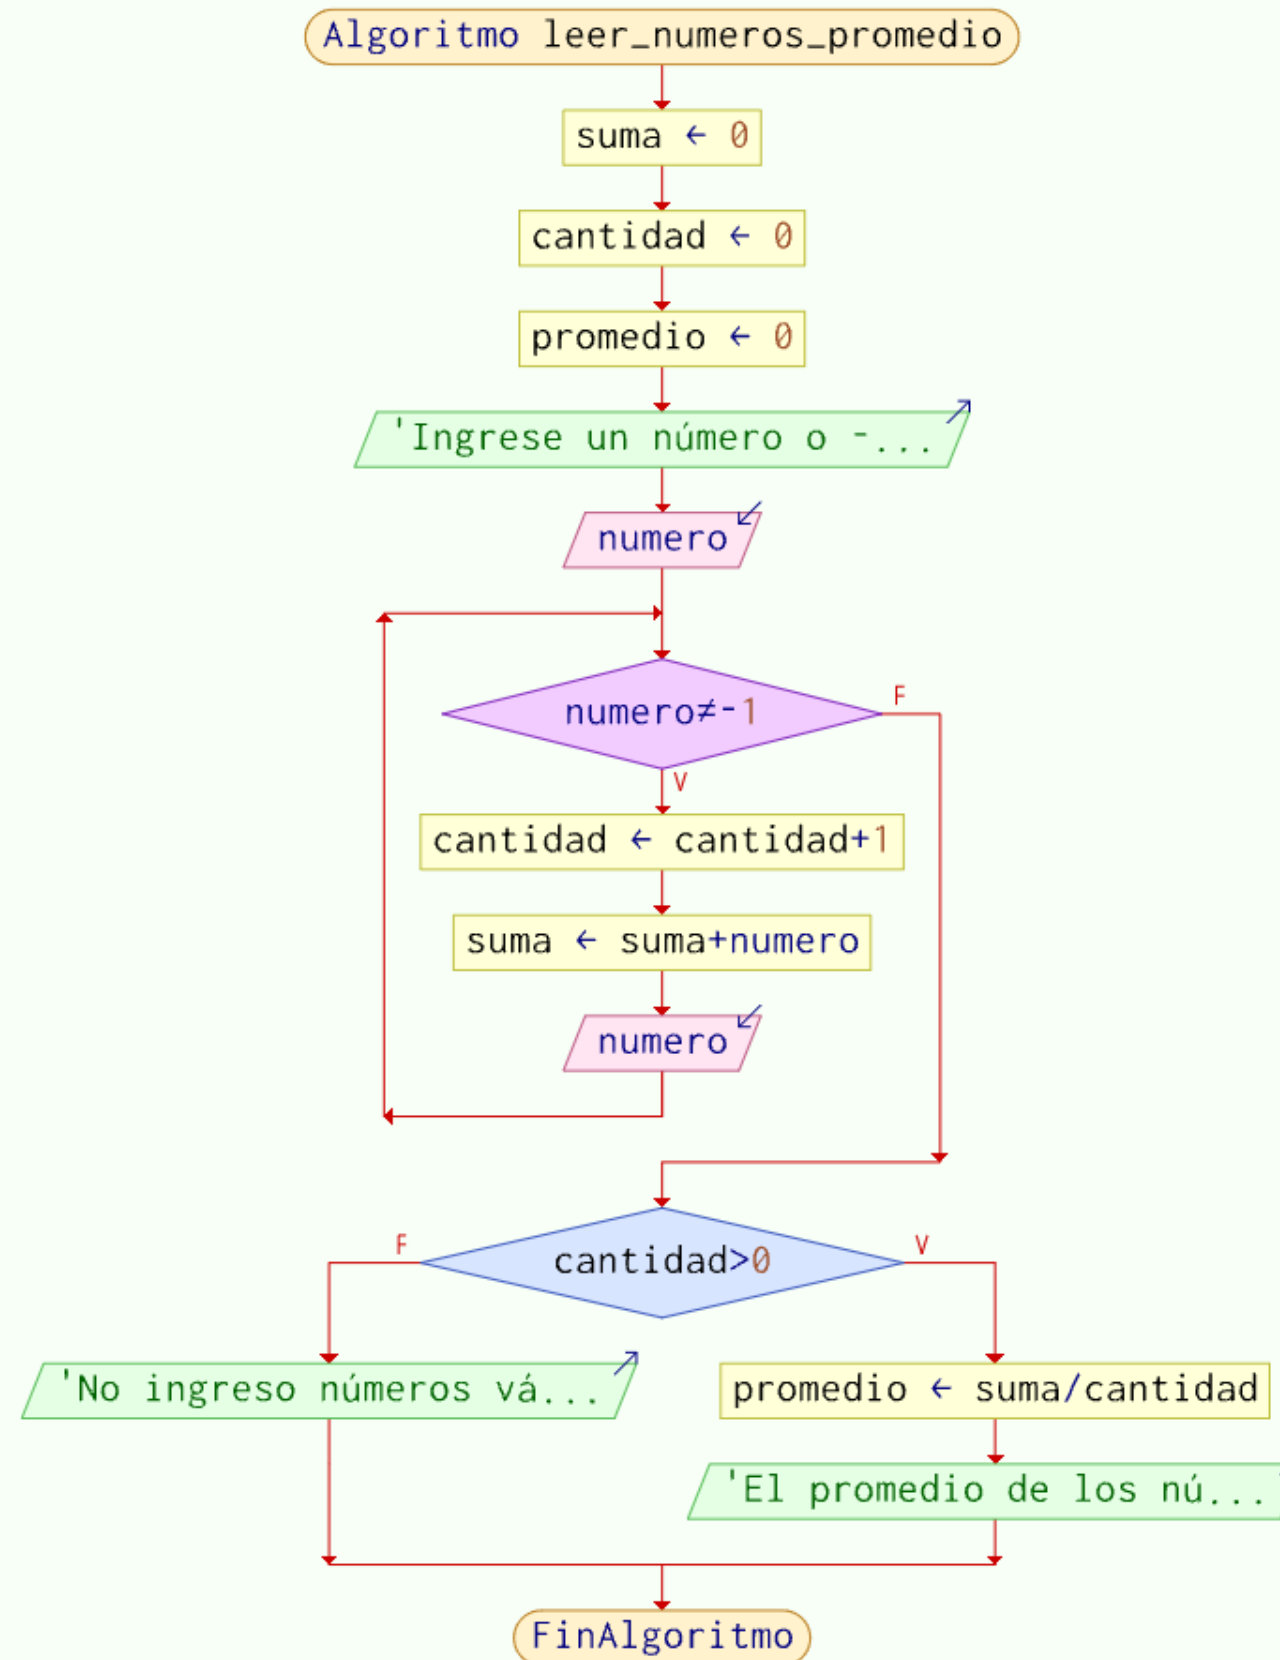 Algoritmo leer_numeros_promedio
suma ← 0
cantidad ← 0
promedio ← 0
'Ingrese un número o -...
numero
numero≠-1
F
V
cantidad ← cantidad+1
suma ← suma+numero
numero
cantidad>0
F
V
'No ingreso números vá...
promedio ← suma/cantidad
'El promedio de los nú...
FinAlgoritmo